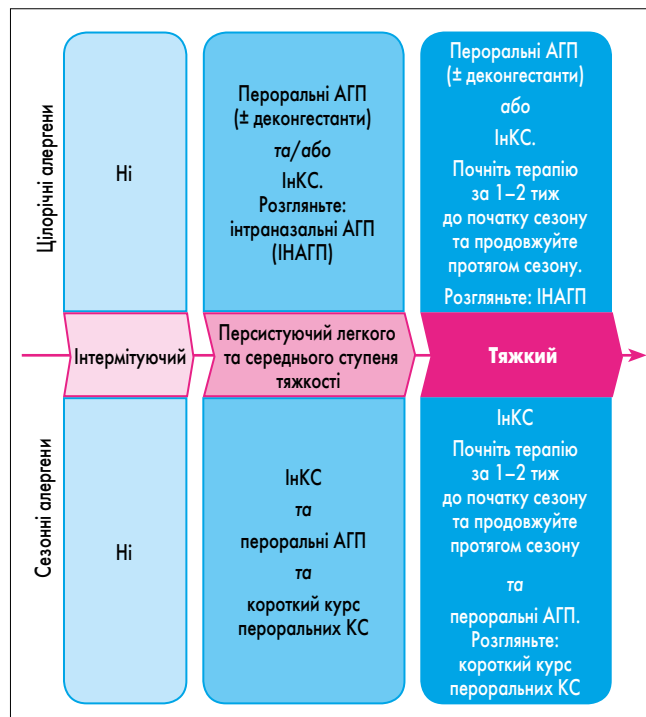 Цілорічні алергени
Ні
Пероральні АГП
(± деконгестанти)
та/або
ІнКС.
Розгляньте:
інтраназальні АГП
(ІНАГП)
Пероральні АГП
(± деконгестанти)
або
ІнКС.
Почніть терапію
за 1–2 тиж
до початку сезону
та продовжуйте
протягом сезону.
Розгляньте: ІНАГП
Інтермітуючий
Персистуючий легкого
та середнього ступеня
тяжкості
Тяжкий
Сезонні алергени
Ні
ІнКС
та
пероральні АГП
та
короткий курс
пероральних КС
ІнКС
Почніть терапію
за 1–2 тиж
до початку сезону
та продовжуйте
протягом сезону
та
пероральні АГП.
Розгляньте:
короткий курс
пероральних КС